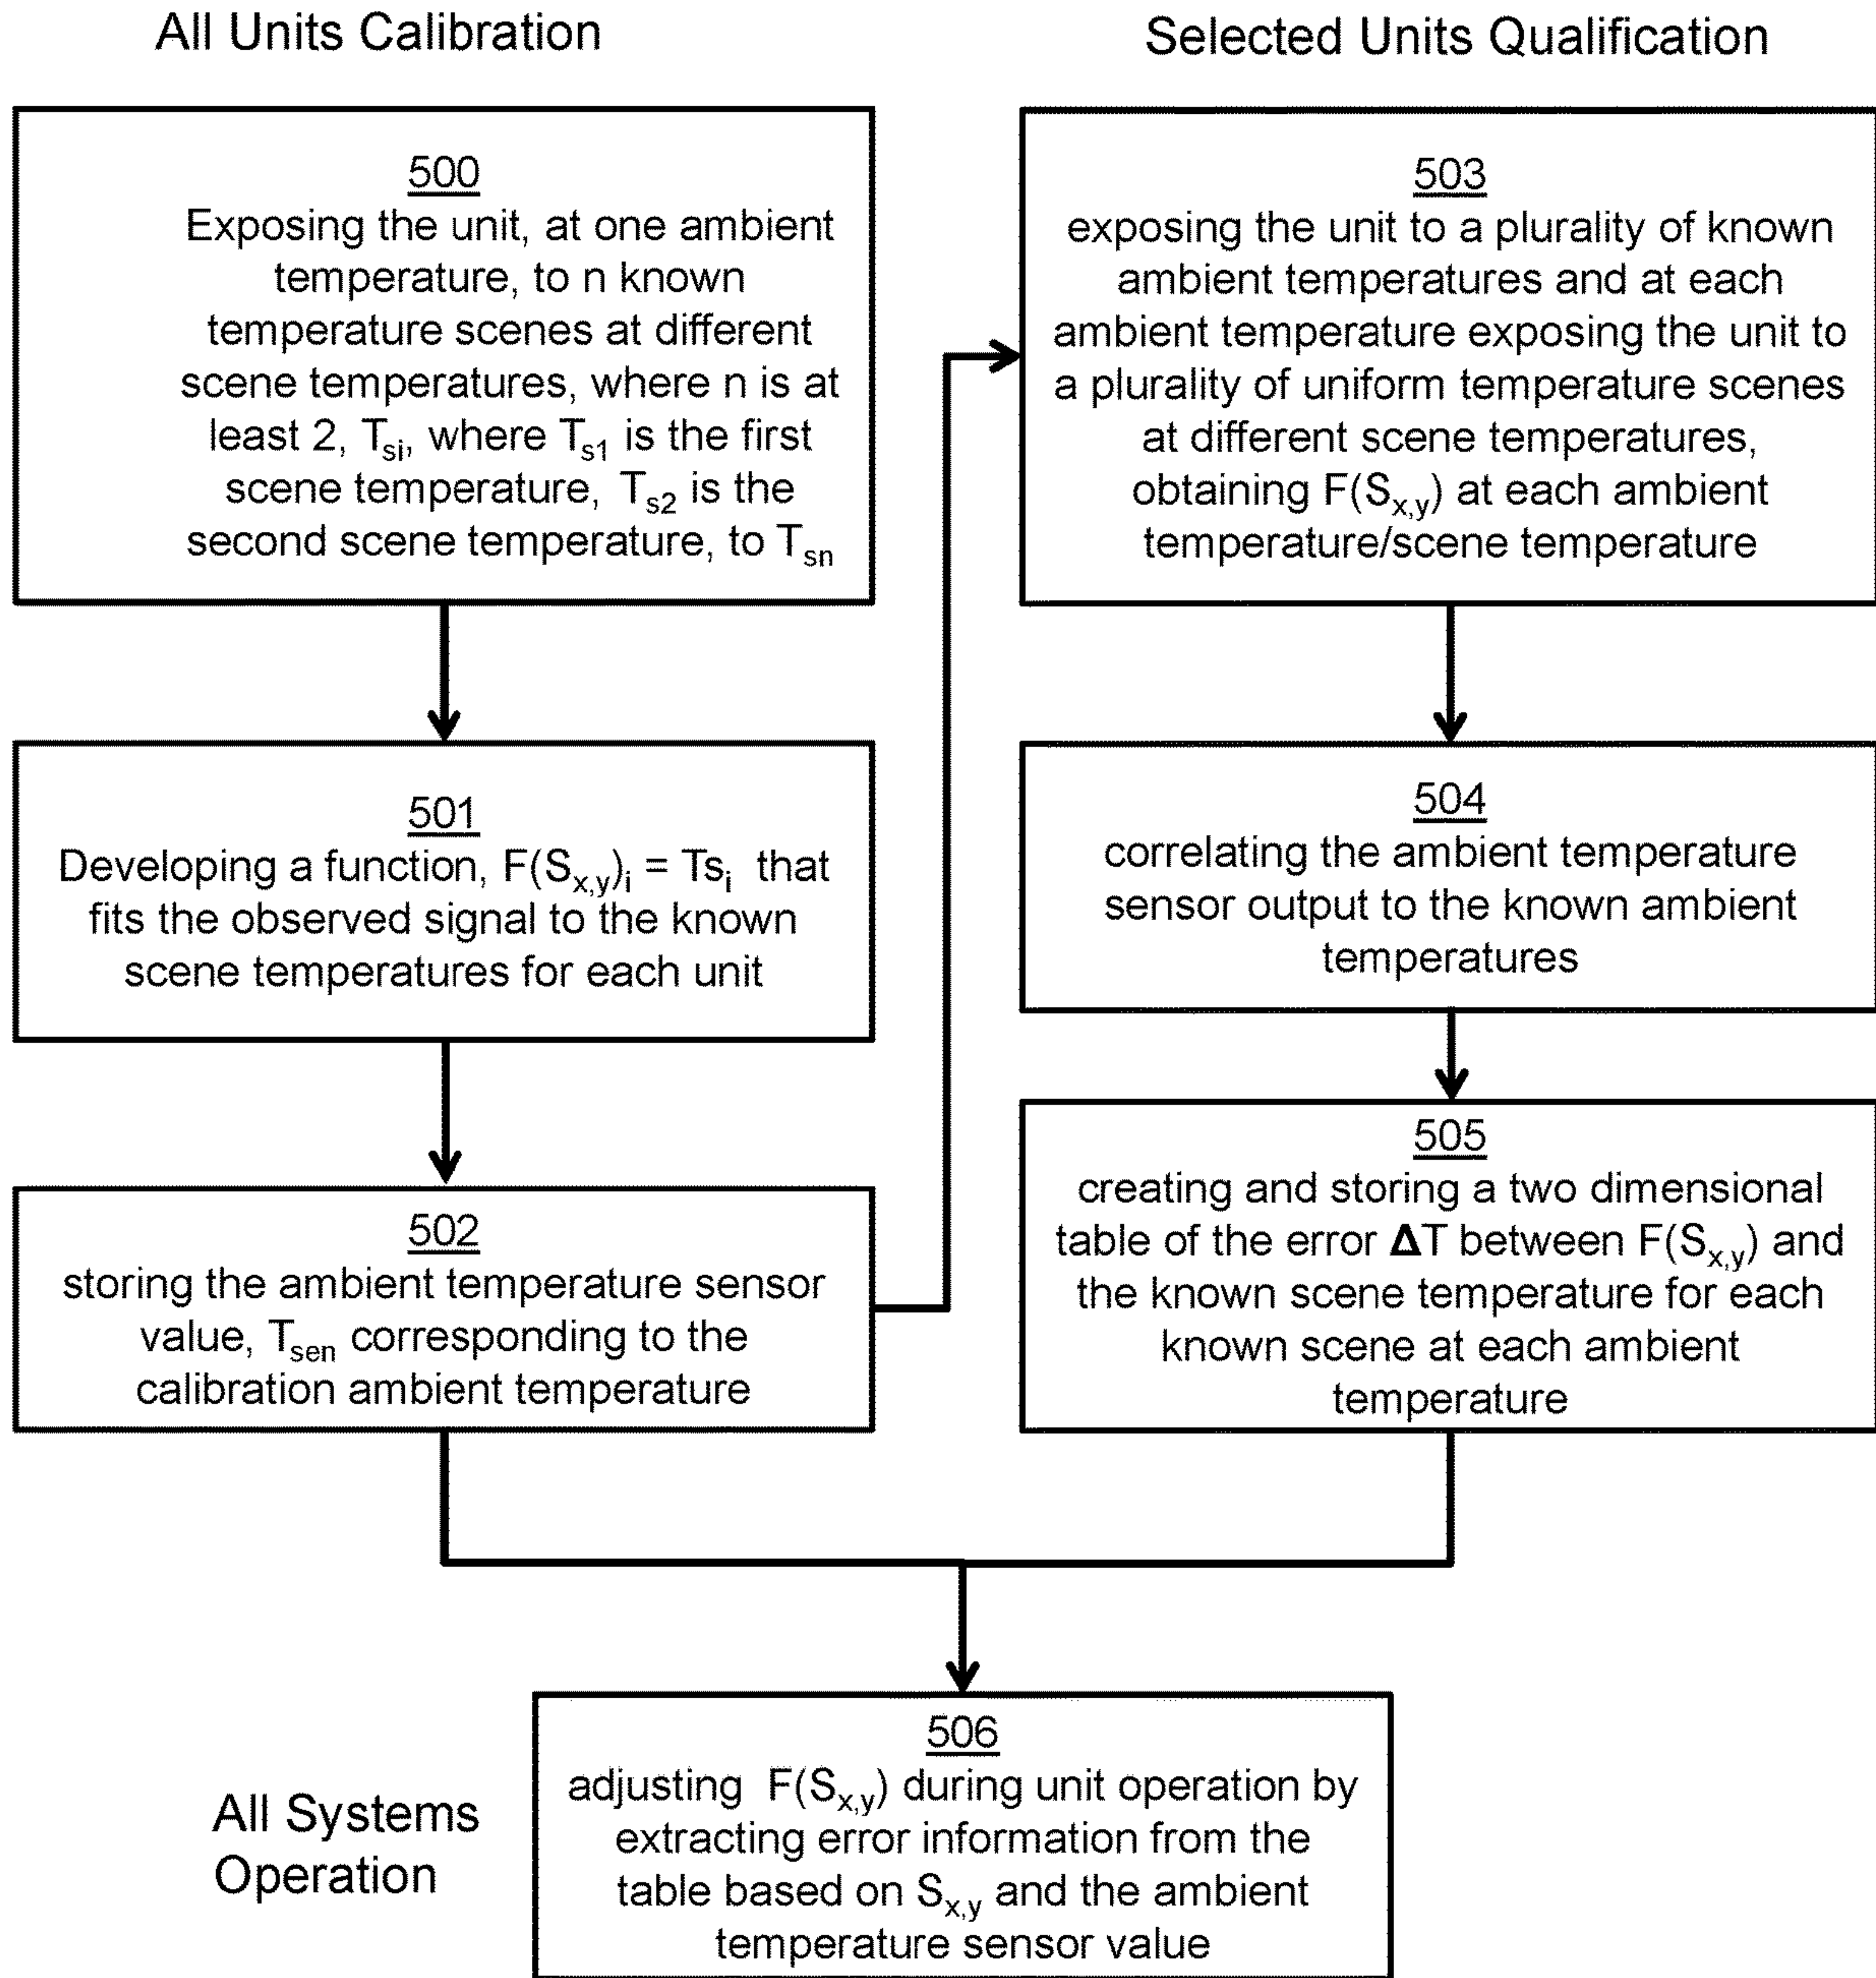 All Units Calibration
500
Exposing the unit, at one ambient
temperature, to n known
temperature scenes at different
scene temperatures, where n is at
least 2, Tsi, where Ts1 is the first
scene temperature, Ts2 is the
second scene temperature, to Tsn
501
Developing a function, F(Sx,y)i = Tsi that
fits the observed signal to the known
scene temperatures for each unit
502
storing the ambient temperature sensor
value, Tsen corresponding to the
calibration ambient temperature
Selected Units Qualification
503
exposing the unit to a plurality of known
ambient temperatures and at each
ambient temperature exposing the unit to
a plurality of uniform temperature scenes
at different scene temperatures,
obtaining F(Sx,y) at each ambient
temperature/scene temperature
504
correlating the ambient temperature
sensor output to the known ambient
temperatures
505
creating and storing a two dimensional
table of the error ΔT between F(Sx,y) and
the known scene temperature for each
known scene at each ambient
temperature
All Systems
Operation
506
adjusting F(Sx,y) during unit operation by
extracting error information from the
table based on Sx,y and the ambient
temperature sensor value